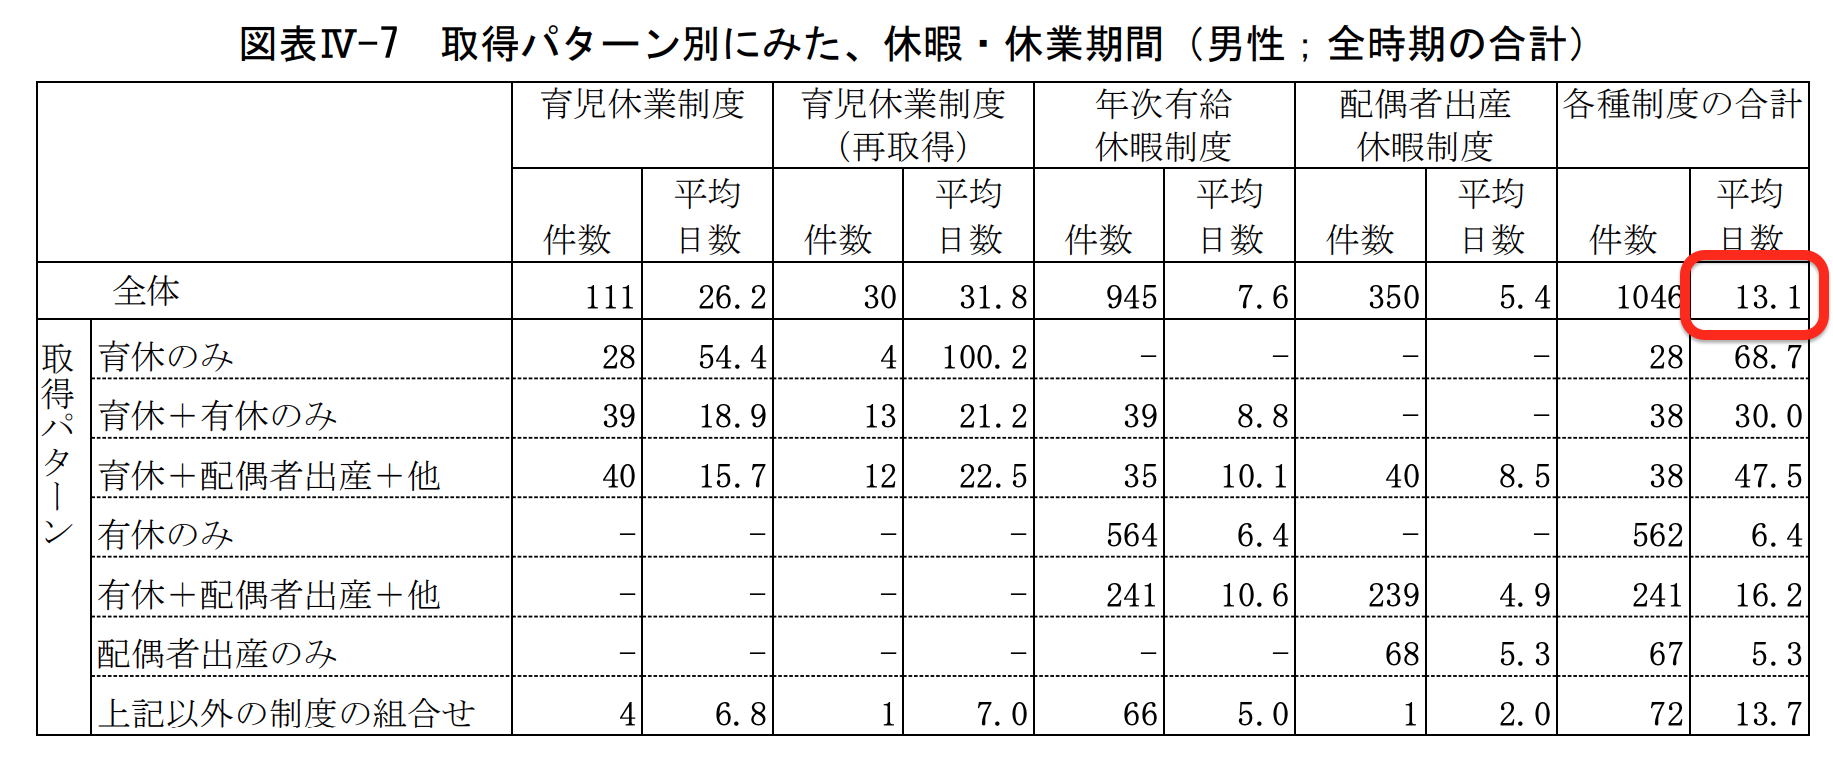 図表Ⅳ-7　取得パターン別にみた、休暇・休業期間（男性；全時期の合計）
育児休業制度 育児休業制度（再取得） 年次有給休暇制度 配偶者出産休暇制度 各種制度の合計
件数 平均日数 件数 平均日数 件数 平均日数 件数 平均日数 件数 平均日数
全体 111 26.2 30 31.8 945 7.6 350 5.4 1046 13.1
取得パターン
育休のみ 28 54.4 4 100.2 － － － － 28 68.7
育休＋有休のみ 39 18.9 13 21.2 39 8.8 － － 38 30.0
育休＋配偶者出産＋他 40 15.7 12 22.5 35 10.1 40 8.5 38 47.5
有休のみ － － － － 564 6.4 － － 562 6.4
有休＋配偶者出産＋他 － － － － 241 10.6 239 4.9 241 16.2
配偶者出産のみ － － － － － － 68 5.3 67 5.3
上記以外の制度の組合せ 4 6.8 1 7.0 66 5.0 1 2.0 72 13.7